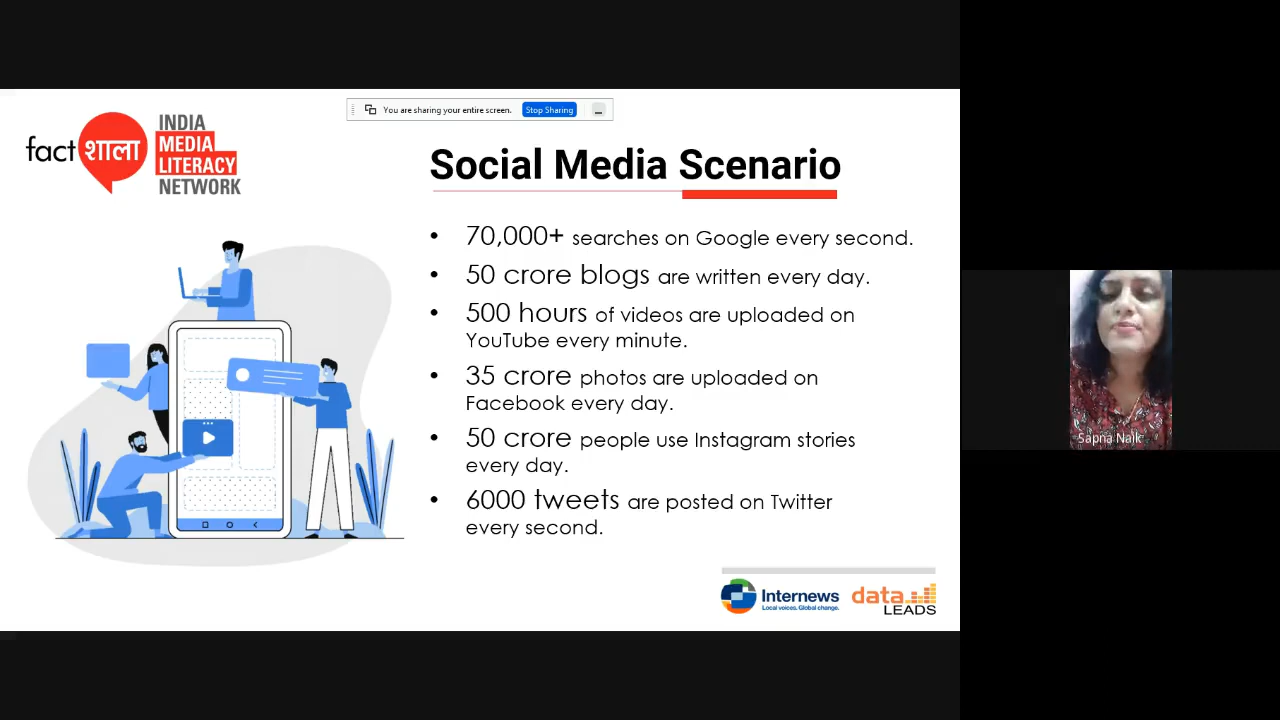 You are sharing your entire screen. Stop Sharing
fact शाला
INDIA
MEDIA
LITERACY
NETWORK
Social Media Scenario
• 70,000+ searches on Google every second.
• 50 crore blogs are written every day.
• 500 hours of videos are uploaded on
YouTube every minute.
• 35 crore photos are uploaded on
Facebook every day.
• 50 crore people use Instagram stories
every day.
• 6000 tweets are posted on Twitter
every second.
Sapna Naik
Internews
Local voices. Global change.
data
LEADS